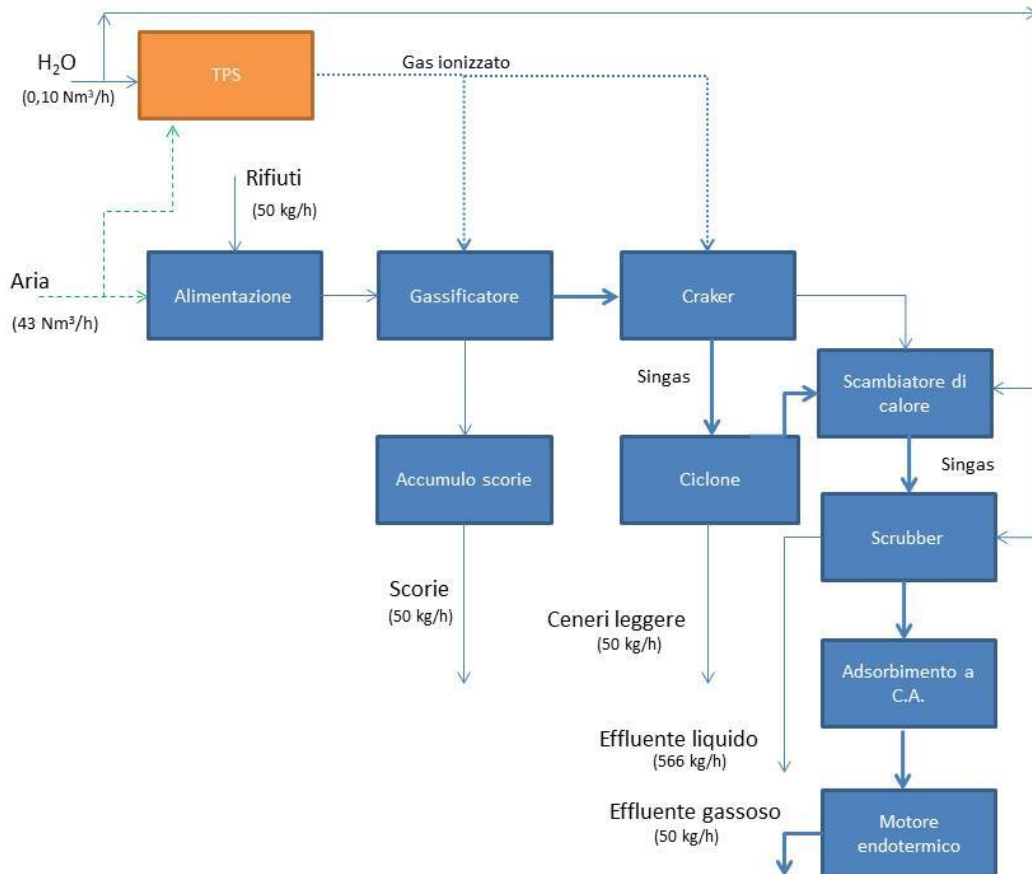 H₂O
(0,10 Nm³/h)
TPS
Gas ionizzato
Rifiuti
(50 kg/h)
Aria
(43 Nm³/h)
Alimentazione
Gassificatore
Craker
Singas
Scambiatore di
calore
Singas
Accumulo scorie
Ciclone
Scrubber
Scorie
(50 kg/h)
Ceneri leggere
(50 kg/h)
Adsorbimento a
C.A.
Effluente liquido
(566 kg/h)
Effluente gassoso
(50 kg/h)
Motore
endotermico